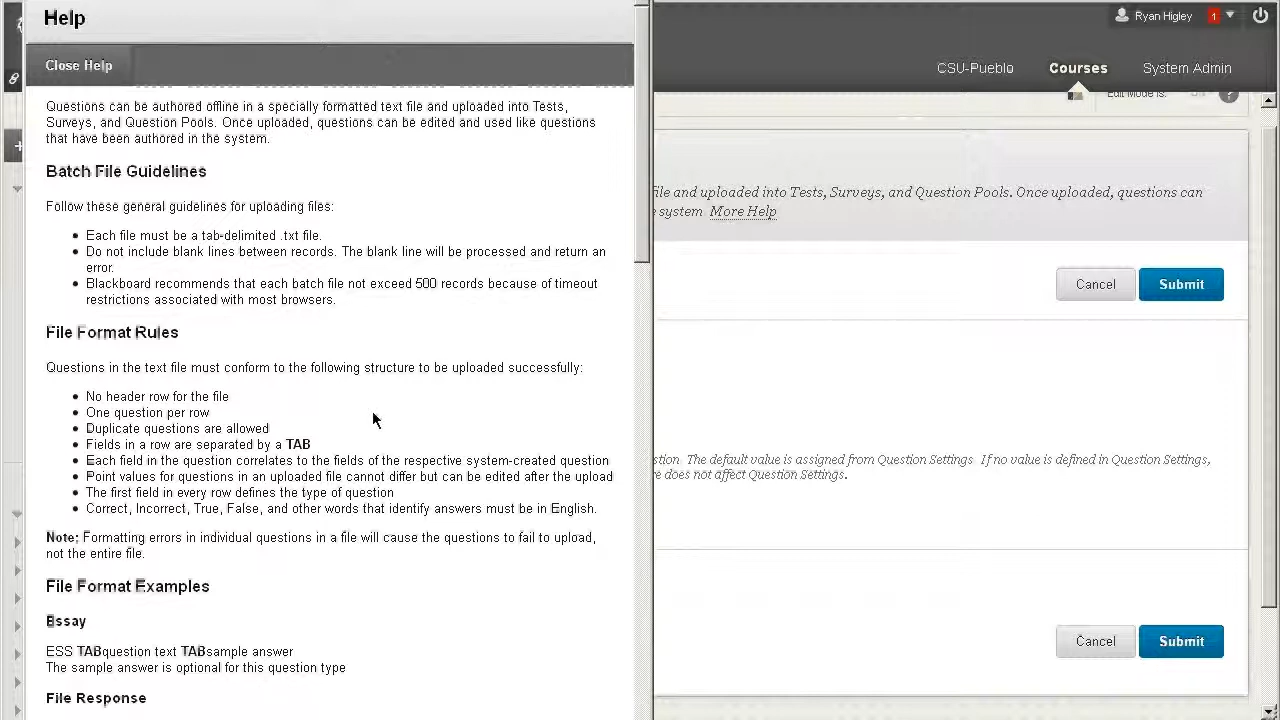 Help
Close Help
Questions can be authored offline in a specially formatted text file and uploaded into Tests,
Surveys, and Question Pools. Once uploaded, questions can be edited and used like questions
that have been authored in the system.
Batch File Guidelines
Follow these general guidelines for uploading files:
Each file must be a tab-delimited .txt file.
Do not include blank lines between records. The blank line will be processed and return an
error.
Blackboard recommends that each batch file not exceed 500 records because of timeout
restrictions associated with most browsers.
File Format Rules
Questions in the text file must conform to the following structure to be uploaded successfully:
No header row for the file
One question per row
Duplicate questions are allowed
Fields in a row are separated by a TAB
Each field in the question correlates to the fields of the respective system-created question
Point values for questions in an uploaded file cannot differ but can be edited after the upload
The first field in every row defines the type of question
Correct, Incorrect, True, False, and other words that identify answers must be in English.
Note: Formatting errors in individual questions in a file will cause the questions to fail to upload,
not the entire file.
File Format Examples
Essay
ESS TABquestion text TABsample answer
The sample answer is optional for this question type
File Response
Ryan Higley 1
CSU-Pueblo Courses System Admin
Edit Mode is:
?
file and uploaded into Tests, Surveys, and Question Pools. Once uploaded, questions can
system More Help
Cancel Submit
The default value is assigned from Question Settings If no value is defined in Question Settings,
does not affect Question Settings.
Cancel Submit